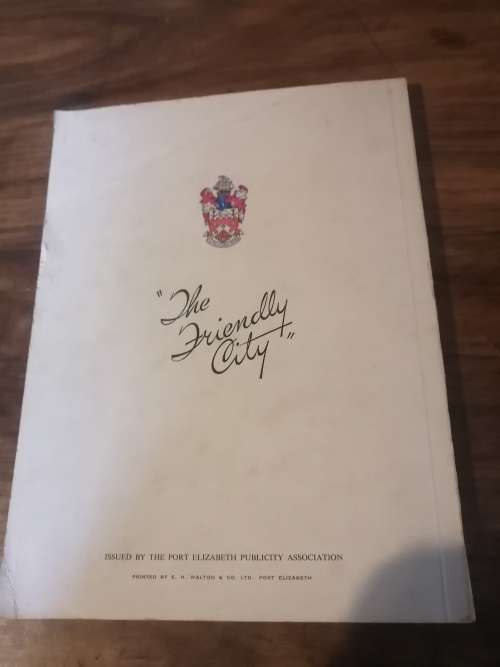 "The
Friendly
City"
ISSUED BY THE PORT ELIZABETH PUBLICITY ASSOCIATION
PRINTED BY E. H. WALTON & CO. LTD. PORT ELIZABETH